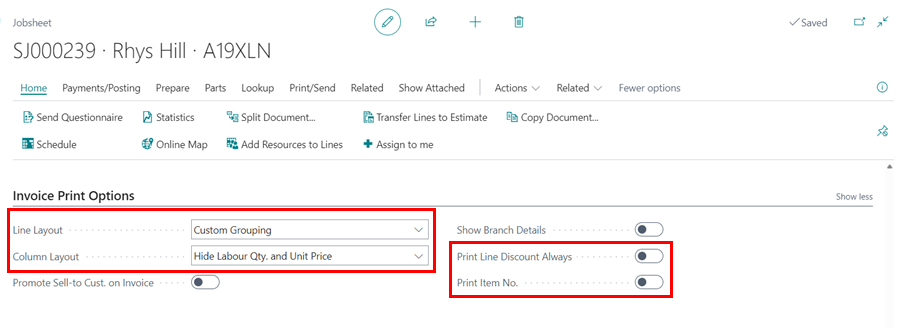 Jobsheet
Saved
SJ000239 · Rhys Hill · A19XLN
Home Payments/Posting Prepare Parts Lookup Print/Send Related Show Attached Actions Related Fewer options
Send Questionnaire Statistics Split Document... Transfer Lines to Estimate Copy Document...
Schedule Online Map Add Resources to Lines Assign to me
Invoice Print Options Show less
Line Layout Custom Grouping Show Branch Details
Column Layout Hide Labour Qty. and Unit Price Print Line Discount Always
Promote Sell-to Cust. on Invoice Print Item No.